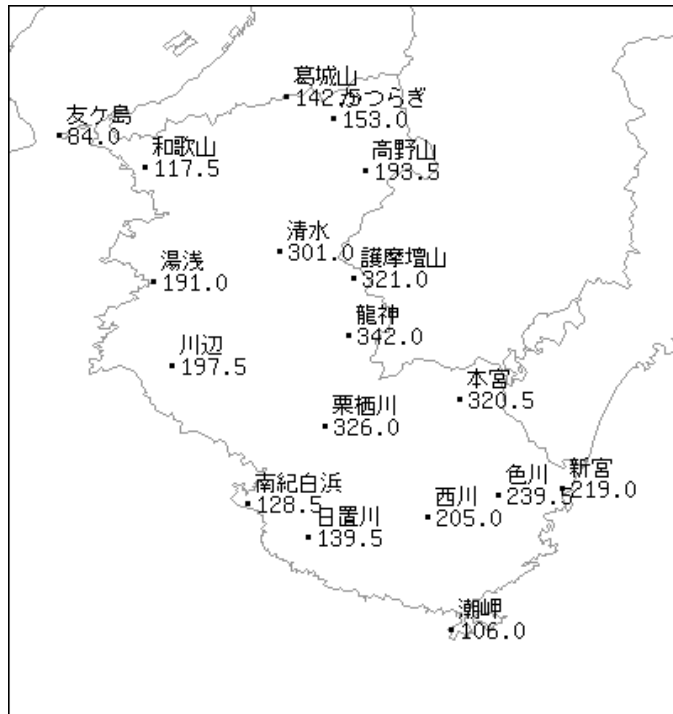 葛城山
142.5
かつらぎ
153.0
友ケ島
84.0
和歌山
117.5
高野山
193.5
清水
301.0
護摩壇山
321.0
湯浅
191.0
龍神
342.0
川辺
197.5
本宮
320.5
栗栖川
326.0
南紀白浜
128.5
日置川
139.5
西川
205.0
色川
239.5
新宮
219.0
潮岬
106.0